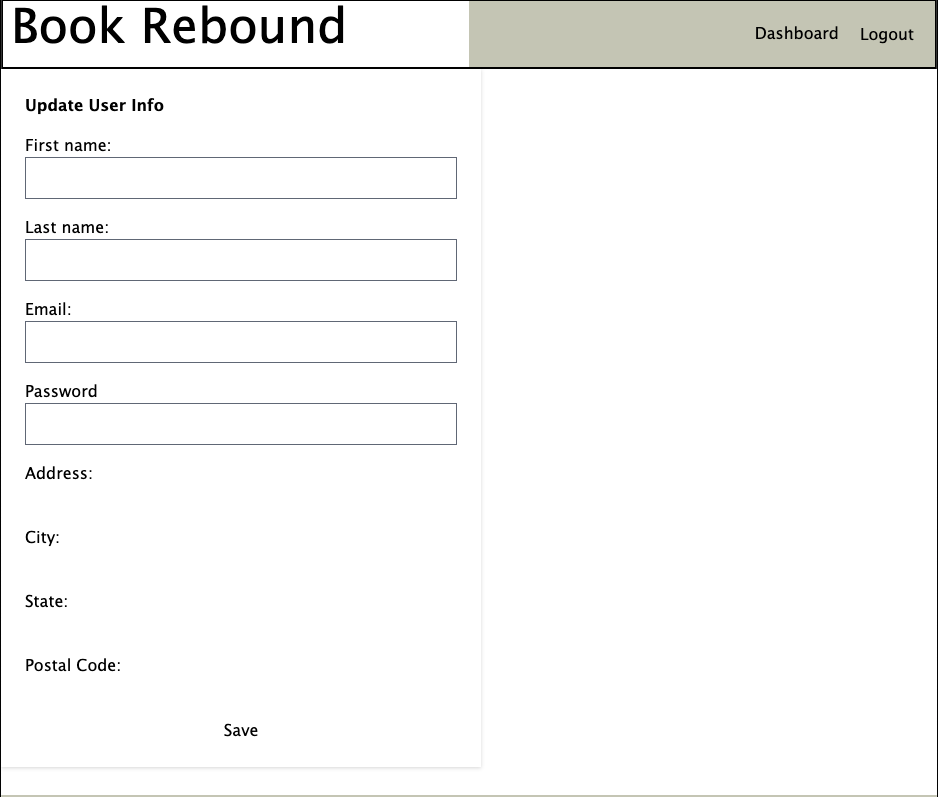 Book Rebound
Dashboard
Logout
Update User Info
First name:
Last name:
Email:
Password
Address:
City:
State:
Postal Code:
Save